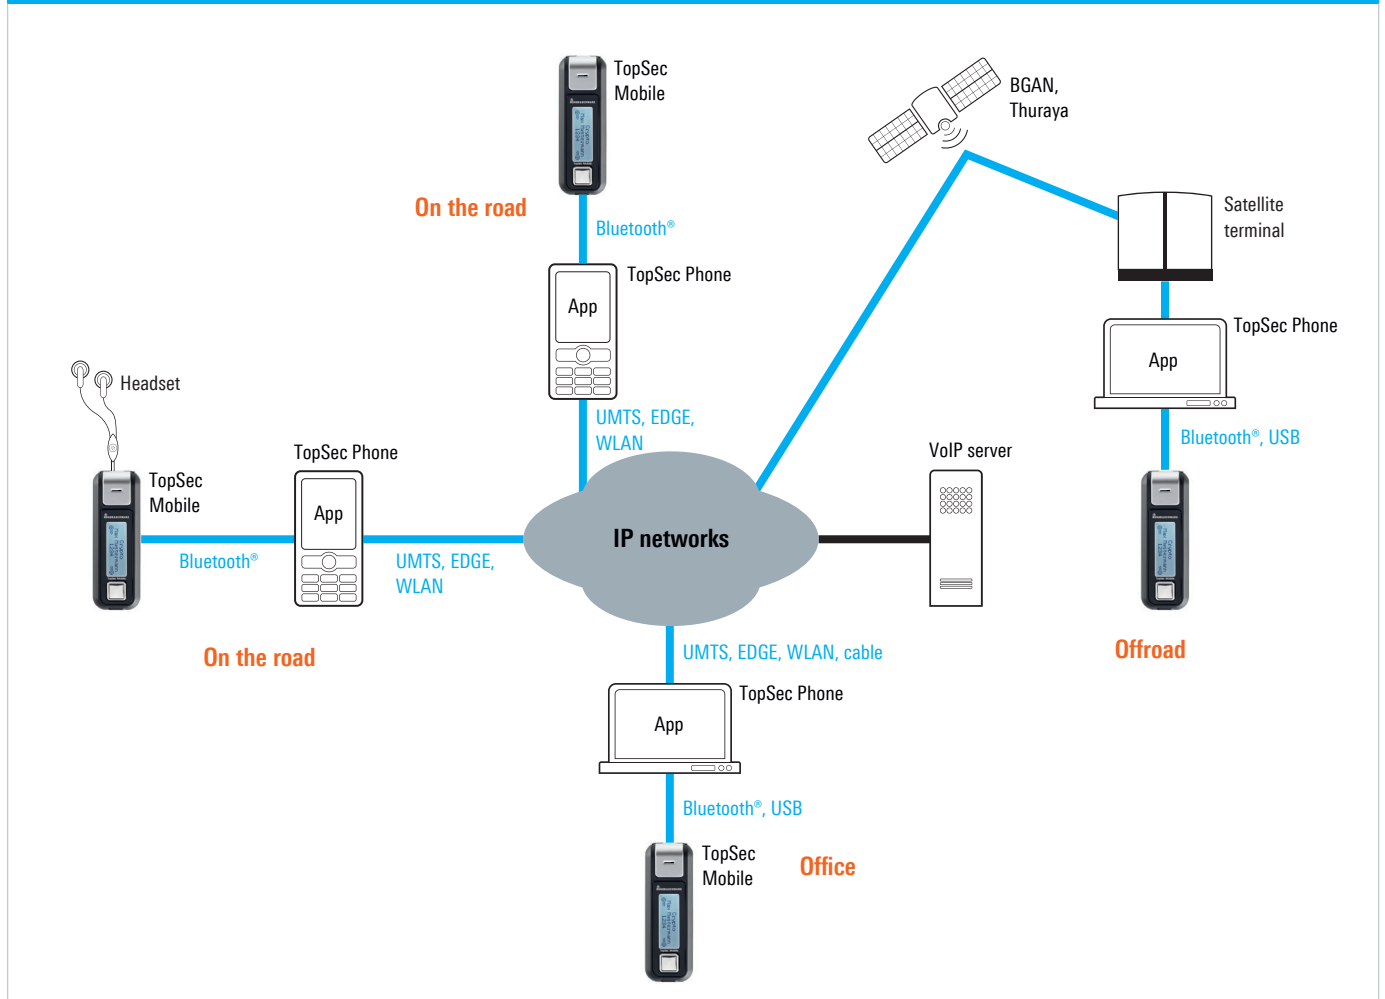 TopSec
Mobile
BGAN,
Thuraya
On the road
Bluetooth®
Satellite
terminal
TopSec Phone
App
TopSec Phone
App
Headset
UMTS, EDGE,
WLAN
Bluetooth®, USB
TopSec Phone
VoIP server
TopSec
Mobile
App
IP networks
Bluetooth®
UMTS, EDGE,
WLAN
On the road
UMTS, EDGE, WLAN, cable
Offroad
TopSec Phone
App
Bluetooth®, USB
TopSec
Mobile
Office